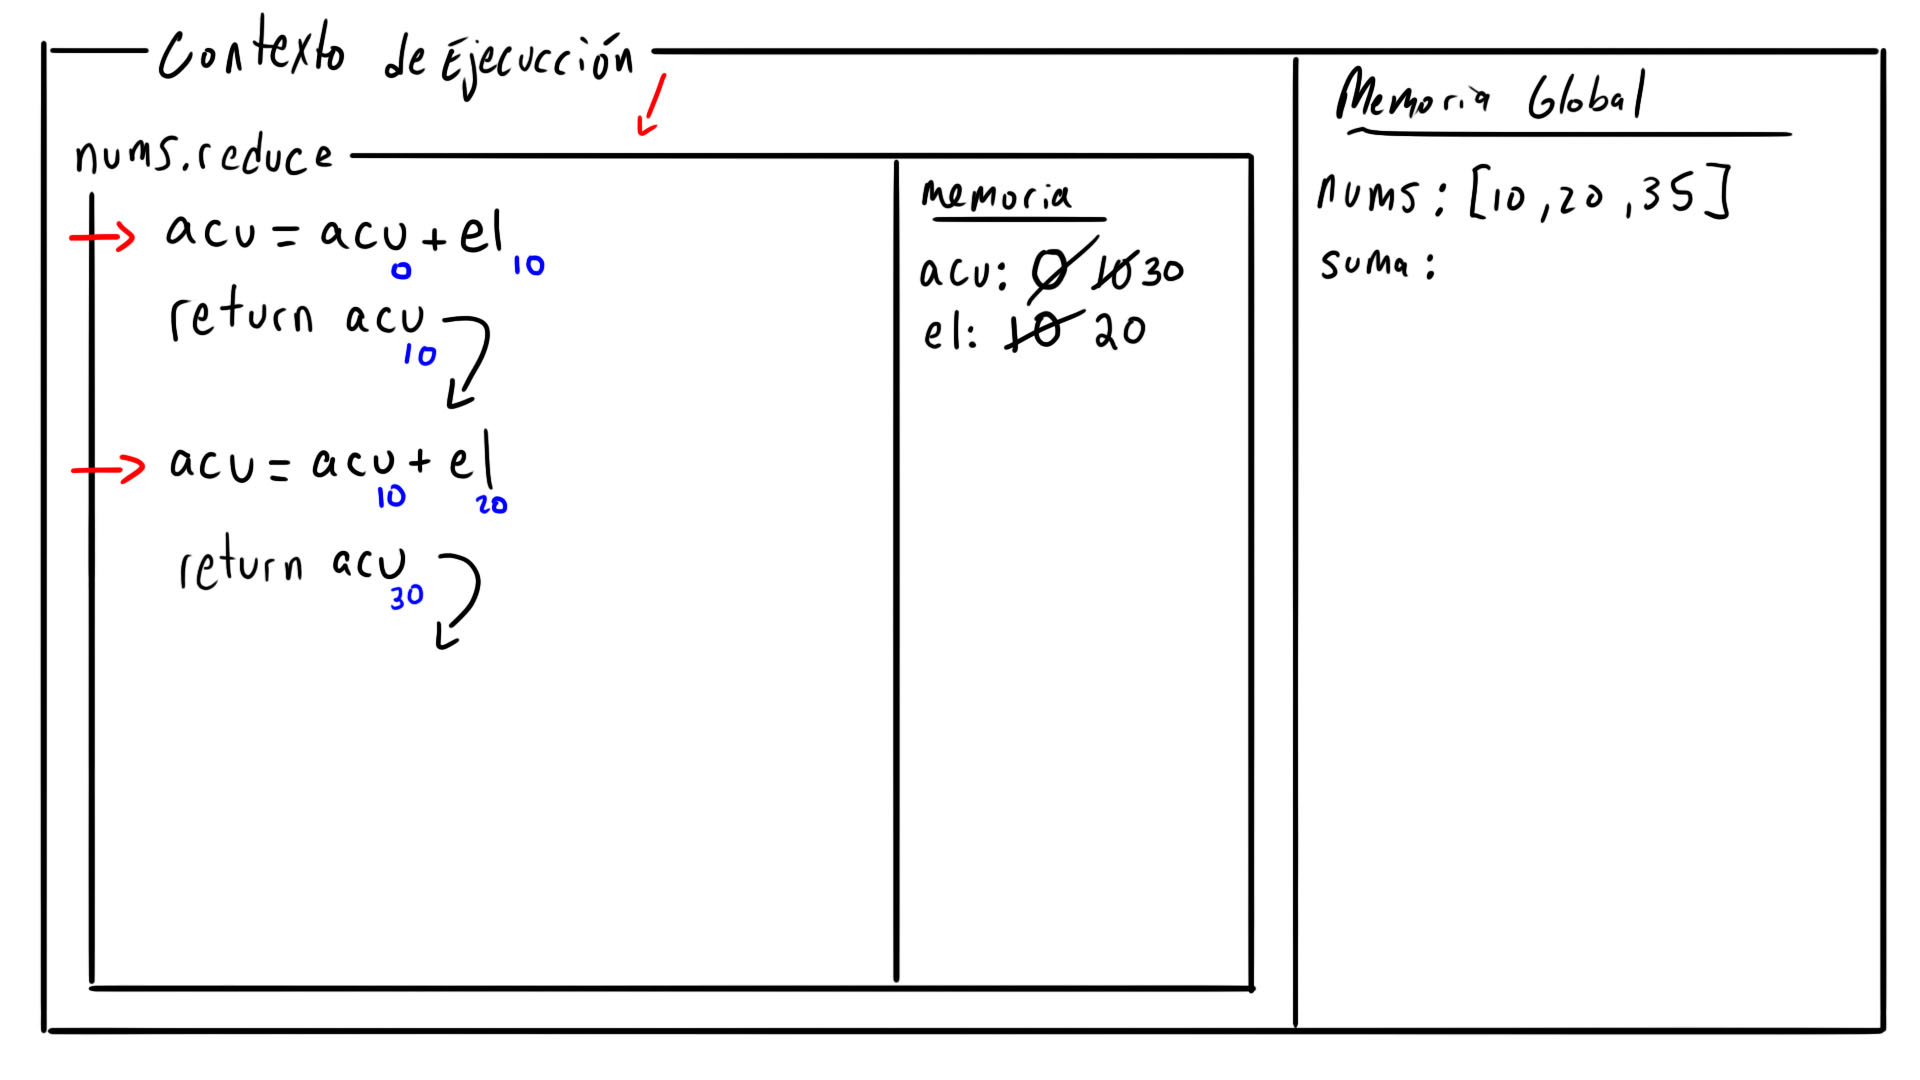 Contexto de Ejecucción
nums.reduce
acu = acu + el
0 10
return acu
10
acu = acu + el
10 20
return acu
30
memoria
acu: 0 10 30
el: 10 20
Memoria Global
nums: [10, 20, 35]
suma: